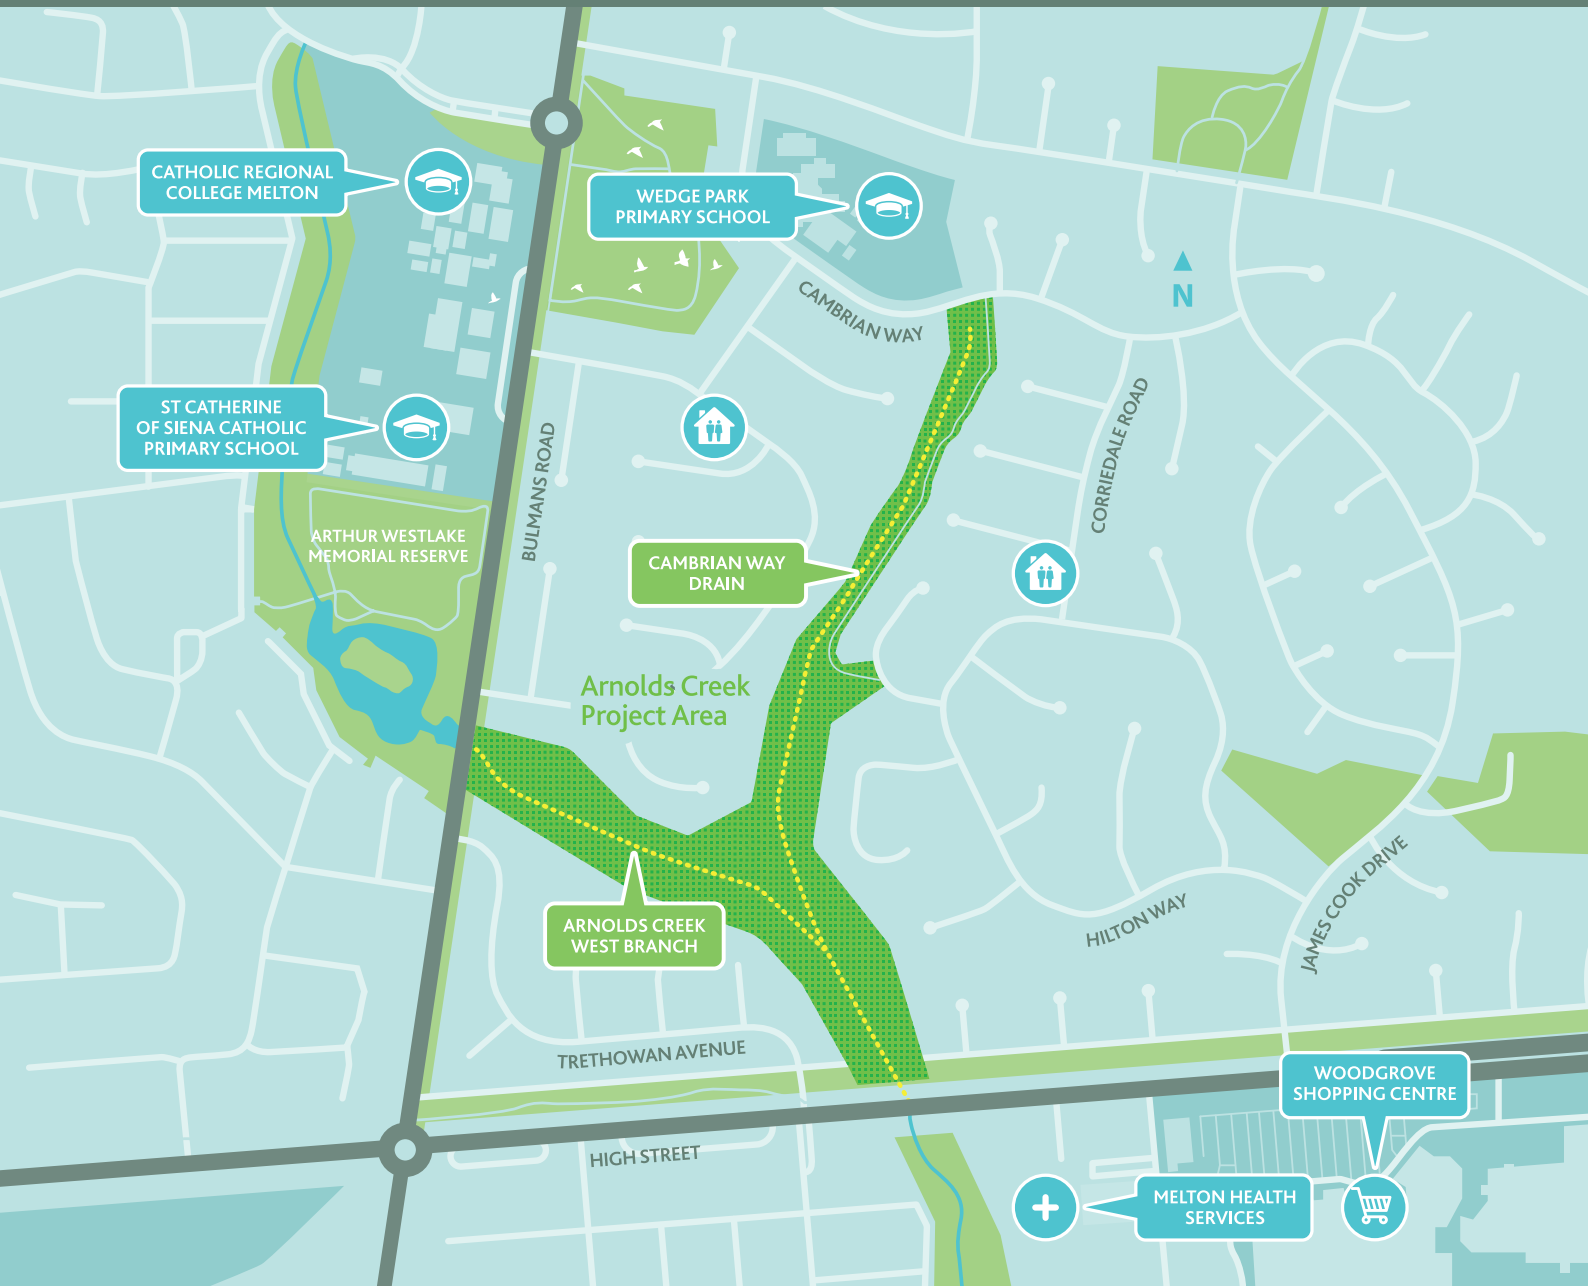 CATHOLIC REGIONAL
COLLEGE MELTON
WEDGE PARK
PRIMARY SCHOOL
N
CAMBRIAN WAY
ST CATHERINE
OF SIENA CATHOLIC
PRIMARY SCHOOL
BULMANS ROAD
CORRIEDALE ROAD
ARTHUR WESTLAKE
MEMORIAL RESERVE
CAMBRIAN WAY
DRAIN
Arnolds Creek
Project Area
ARNOLDS CREEK
WEST BRANCH
HILTON WAY
JAMES COOK DRIVE
TRETHOWAN AVENUE
WOODGROVE
SHOPPING CENTRE
HIGH STREET
MELTON HEALTH
SERVICES